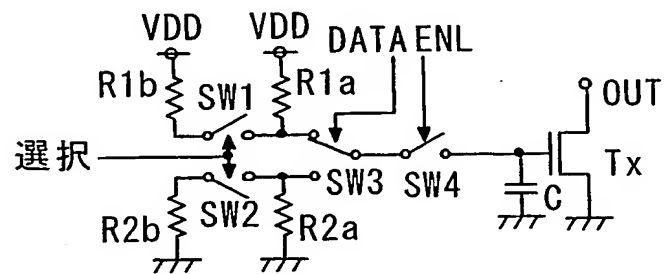 VDD VDD DATA ENL
R1b SW1 R1a OUT
選択 SW3 SW4 C Tx
R2b SW2 R2a